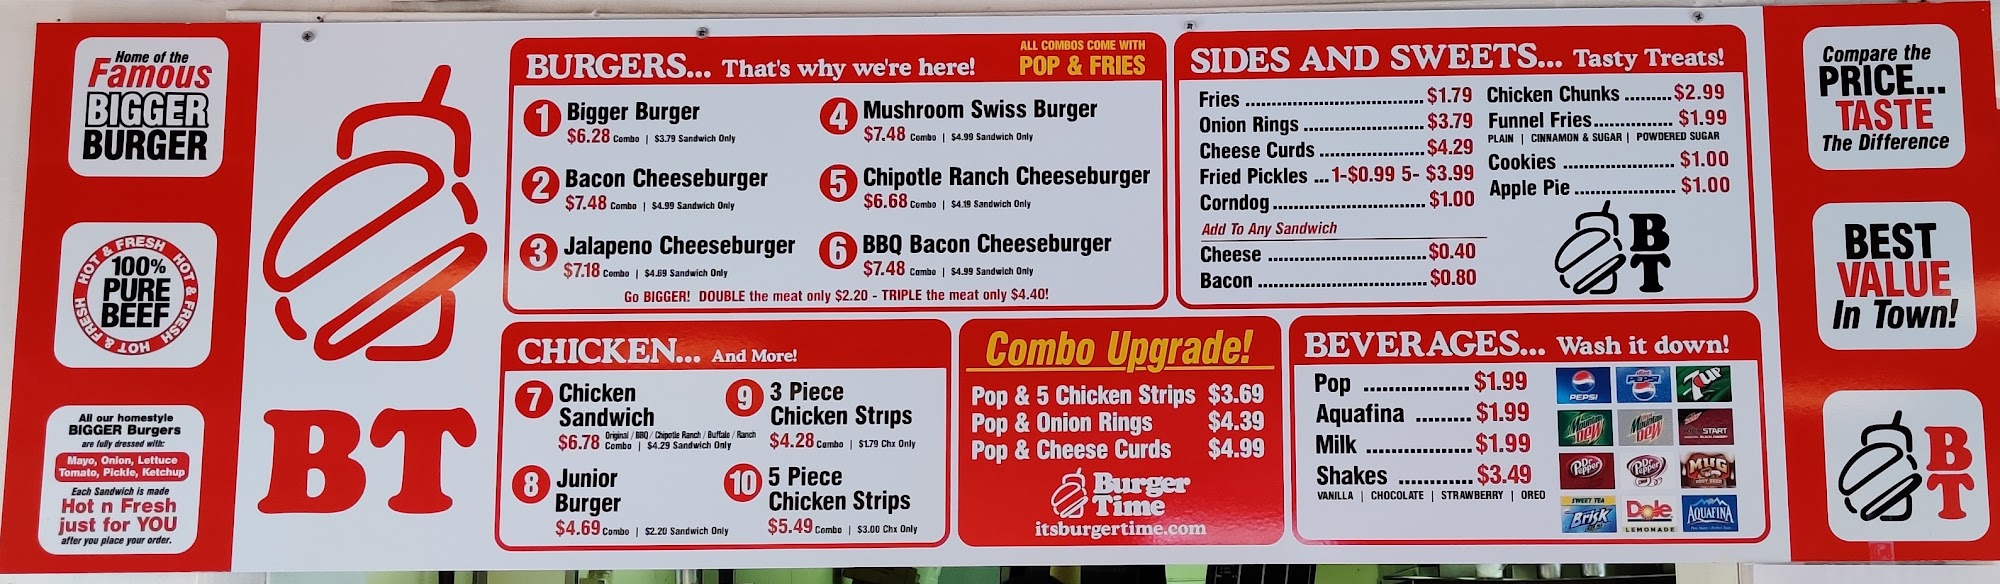 Home of the
Famous
BIGGER
BURGER
HOT & FRESH HOT & FRESH HOT & FRESH
100%
PURE
BEEF
All our homestyle
BIGGER Burgers
are fully dressed with:
Mayo, Onion, Lettuce
Tomato, Pickle, Ketchup
Each Sandwich is made
Hot n Fresh
just for YOU
after you place your order.
BT
BURGERS... That's why we're here!
ALL COMBOS COME WITH
POP & FRIES
1 Bigger Burger
$6.28 Combo | $3.79 Sandwich Only
2 Bacon Cheeseburger
$7.48 Combo | $4.99 Sandwich Only
3 Jalapeno Cheeseburger
$7.18 Combo | $4.69 Sandwich Only
4 Mushroom Swiss Burger
$7.48 Combo | $4.99 Sandwich Only
5 Chipotle Ranch Cheeseburger
$6.68 Combo | $4.19 Sandwich Only
6 BBQ Bacon Cheeseburger
$7.48 Combo | $4.99 Sandwich Only
Go BIGGER! DOUBLE the meat only $2.20 - TRIPLE the meat only $4.40!
CHICKEN... And More!
7 Chicken
Sandwich
Original / BBQ / Chipotle Ranch / Buffalo / Ranch
$6.78 Combo | $4.29 Sandwich Only
8 Junior
Burger
$4.69 Combo | $2.20 Sandwich Only
9 3 Piece
Chicken Strips
$4.28 Combo | $1.79 Chx Only
10 5 Piece
Chicken Strips
$5.49 Combo | $3.00 Chx Only
Combo Upgrade!
Pop & 5 Chicken Strips $3.69
Pop & Onion Rings $4.39
Pop & Cheese Curds $4.99
Burger
Time
itsburgertime.com
SIDES AND SWEETS... Tasty Treats!
Fries ................................ $1.79
Onion Rings ..................... $3.79
Cheese Curds .................. $4.29
Fried Pickles ...1-$0.99 5- $3.99
Corndog ........................... $1.00
Add To Any Sandwich
Cheese ............................ $0.40
Bacon .............................. $0.80
Chicken Chunks .........$2.99
Funnel Fries............... $1.99
PLAIN | CINNAMON & SUGAR | POWDERED SUGAR
Cookies ..................... $1.00
Apple Pie ................... $1.00
B
T
BEVERAGES... Wash it down!
Pop .................. $1.99
Aquafina ......... $1.99
Milk ..................$1.99
Shakes .............$3.49
VANILLA | CHOCOLATE | STRAWBERRY | OREO
PEPSI
diet
PEPSI
7UP
Mountain
Dew
Mountain
Dew
KICKSTART
Dr Pepper
Dr Pepper
MUG
ROOT BEER
SWEET TEA
Brisk
Dole
LEMONADE
AQUAFINA
Compare the
PRICE...
TASTE
The Difference
BEST
VALUE
In Town!
B
T